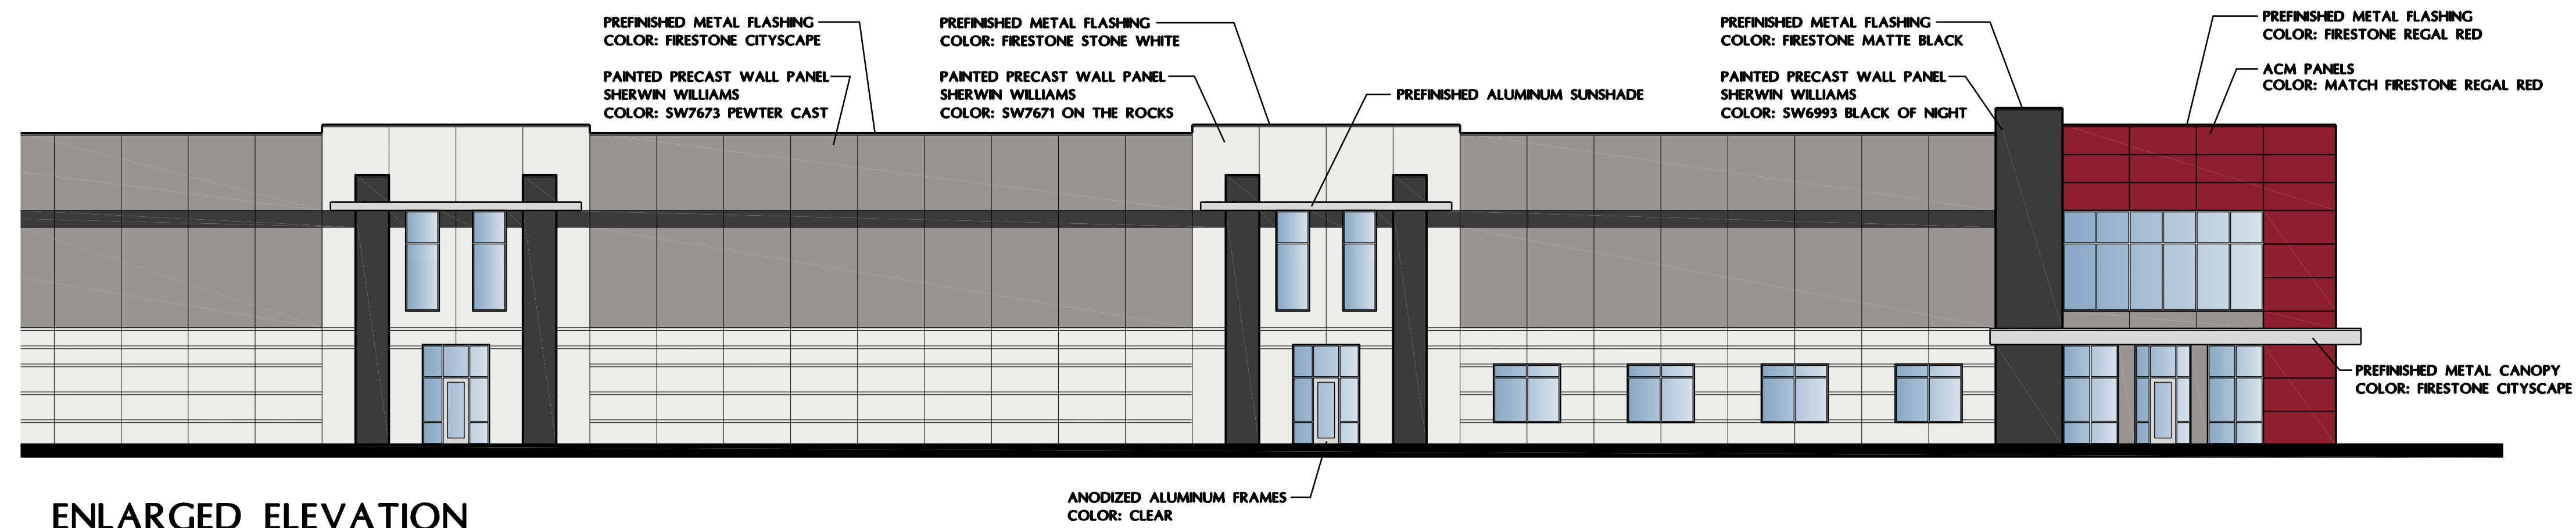 PREFINISHED METAL FLASHING
COLOR: FIRESTONE CITYSCAPE
PAINTED PRECAST WALL PANEL
SHERWIN WILLIAMS
COLOR: SW7673 PEWTER CAST
PREFINISHED METAL FLASHING
COLOR: FIRESTONE STONE WHITE
PAINTED PRECAST WALL PANEL
SHERWIN WILLIAMS
COLOR: SW7671 ON THE ROCKS
PREFINISHED ALUMINUM SUNSHADE
PREFINISHED METAL FLASHING
COLOR: FIRESTONE MATTE BLACK
PAINTED PRECAST WALL PANEL
SHERWIN WILLIAMS
COLOR: SW6993 BLACK OF NIGHT
PREFINISHED METAL FLASHING
COLOR: FIRESTONE REGAL RED
ACM PANELS
COLOR: MATCH FIRESTONE REGAL RED
PREFINISHED METAL CANOPY
COLOR: FIRESTONE CITYSCAPE
ANODIZED ALUMINUM FRAMES
COLOR: CLEAR
ENLARGED ELEVATION